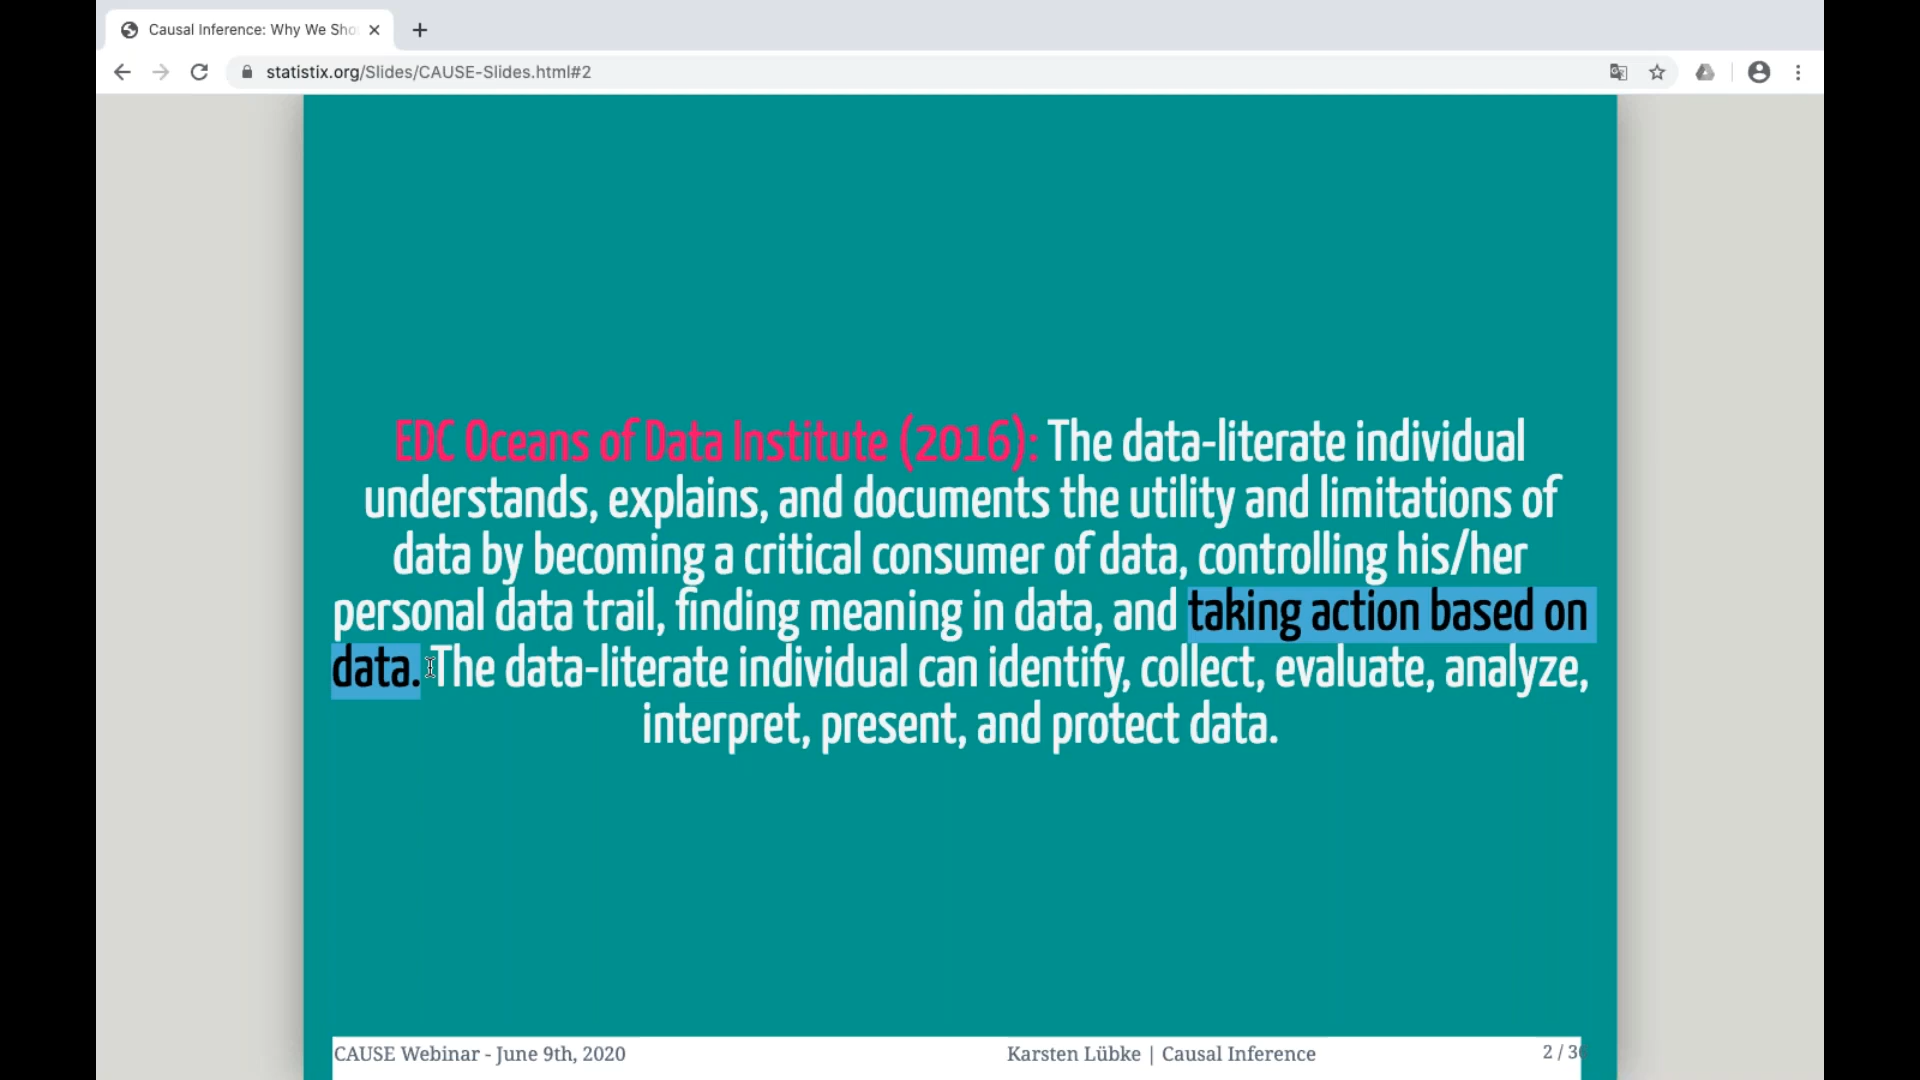 Causal Inference: Why We Sho
statistix.org/Slides/CAUSE-Slides.html#2
EDC Oceans of Data Institute (2016): The data-literate individual
understands, explains, and documents the utility and limitations of
data by becoming a critical consumer of data, controlling his/her
personal data trail, finding meaning in data, and taking action based on
data. The data-literate individual can identify, collect, evaluate, analyze,
interpret, present, and protect data.
CAUSE Webinar - June 9th, 2020
Karsten Lübke | Causal Inference
2 / 3